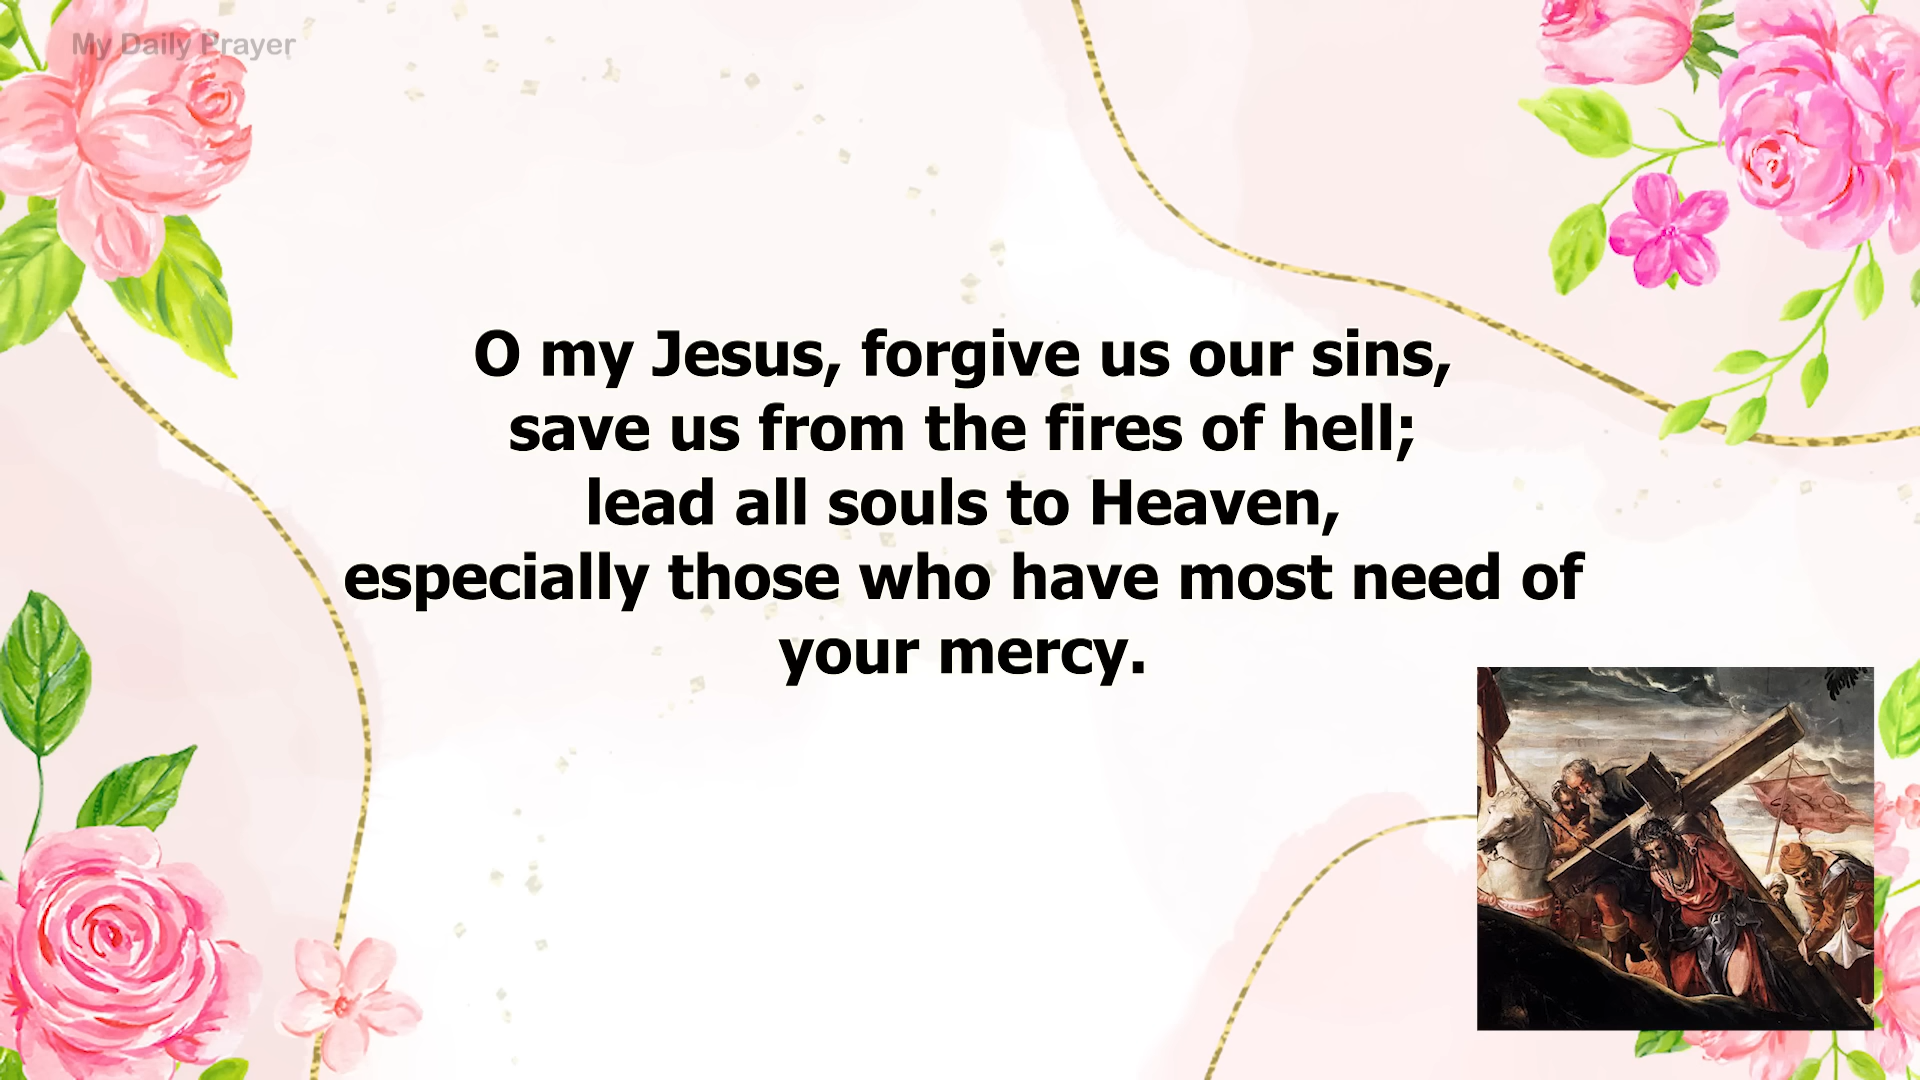 My Daily Prayer
O my Jesus, forgive us our sins,
save us from the fires of hell;
lead all souls to Heaven,
especially those who have most need of
your mercy.